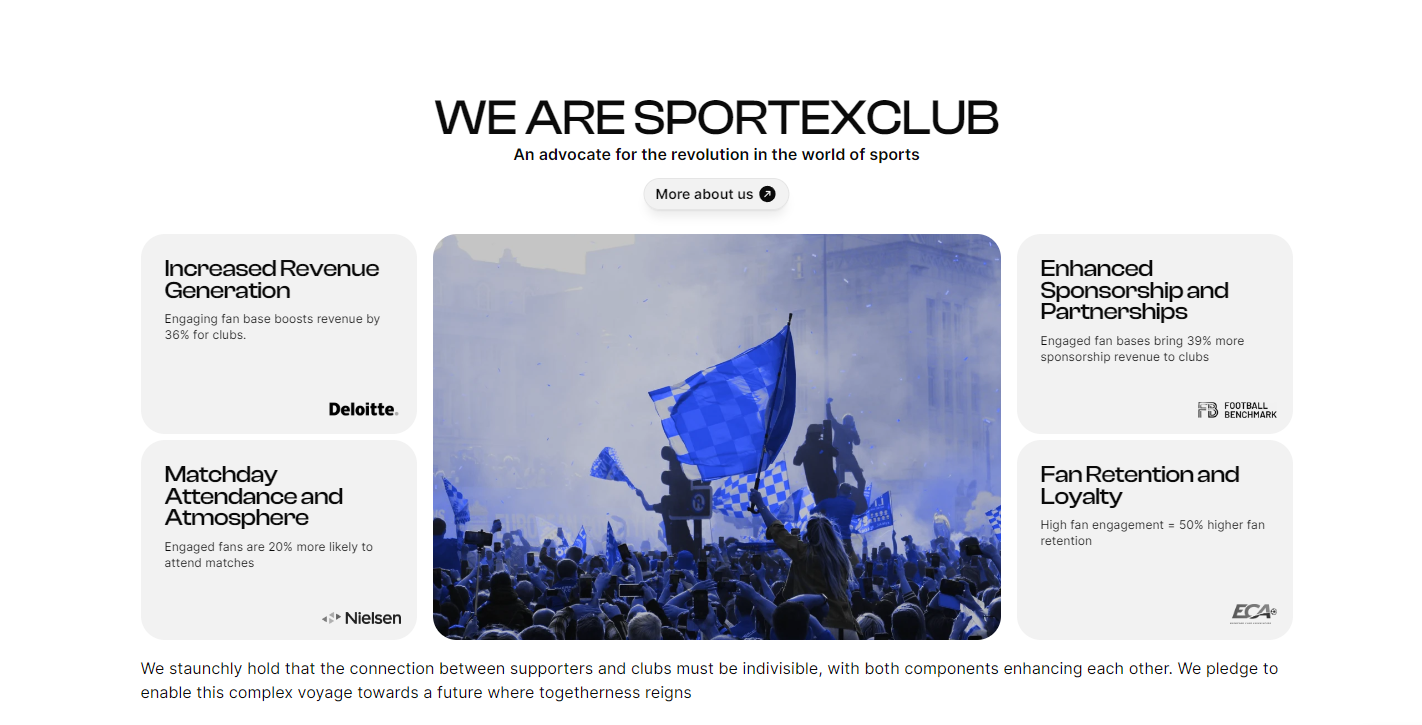 WE ARE SPORTEXCLUB
An advocate for the revolution in the world of sports
More about us
Increased Revenue
Generation
Engaging fan base boosts revenue by
36% for clubs.
Deloitte.
Matchday
Attendance and
Atmosphere
Engaged fans are 20% more likely to
attend matches
Nielsen
Enhanced
Sponsorship and
Partnerships
Engaged fan bases bring 39% more
sponsorship revenue to clubs
FB FOOTBALL
BENCHMARK
Fan Retention and
Loyalty
High fan engagement = 50% higher fan
retention
ECA
We staunchly hold that the connection between supporters and clubs must be indivisible, with both components enhancing each other. We pledge to
enable this complex voyage towards a future where togetherness reigns